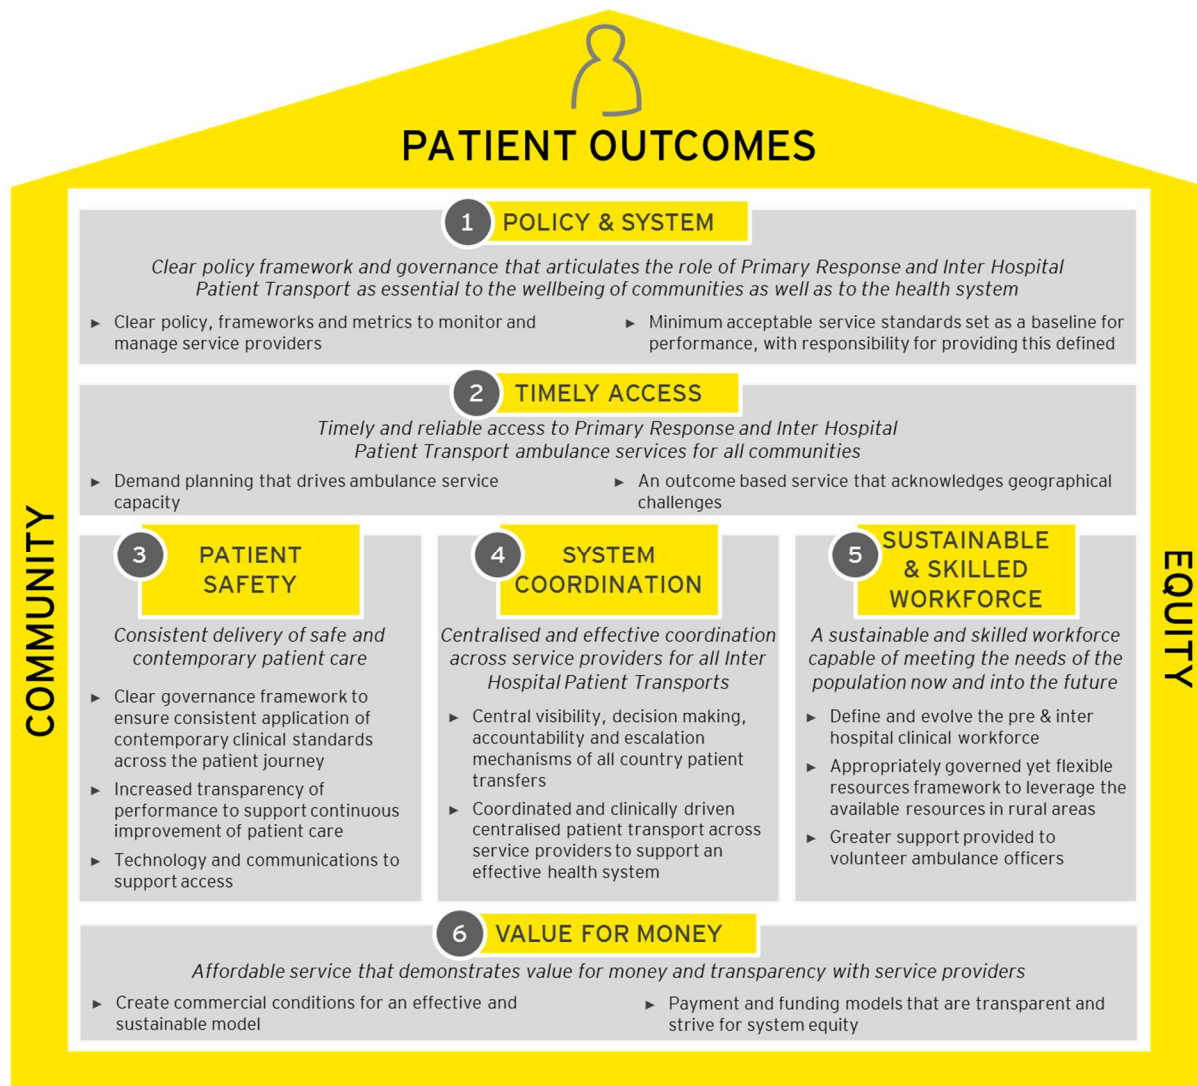 PATIENT OUTCOMES
COMMUNITY
EQUITY
1 POLICY & SYSTEM
Clear policy framework and governance that articulates the role of Primary Response and Inter Hospital
Patient Transport as essential to the wellbeing of communities as well as to the health system
► Clear policy, frameworks and metrics to monitor and
manage service providers
► Minimum acceptable service standards set as a baseline for
performance, with responsibility for providing this defined
2 TIMELY ACCESS
Timely and reliable access to Primary Response and Inter Hospital
Patient Transport ambulance services for all communities
► Demand planning that drives ambulance service
capacity
► An outcome based service that acknowledges geographical
challenges
3 PATIENT
SAFETY
Consistent delivery of safe and
contemporary patient care
► Clear governance framework to
ensure consistent application of
contemporary clinical standards
across the patient journey
► Increased transparency of
performance to support continuous
improvement of patient care
► Technology and communications to
support access
4 SYSTEM
COORDINATION
Centralised and effective coordination
across service providers for all Inter
Hospital Patient Transports
► Central visibility, decision making,
accountability and escalation
mechanisms of all country patient
transfers
► Coordinated and clinically driven
centralised patient transport across
service providers to support an
effective health system
5 SUSTAINABLE
& SKILLED
WORKFORCE
A sustainable and skilled workforce
capable of meeting the needs of the
population now and into the future
► Define and evolve the pre & inter
hospital clinical workforce
► Appropriately governed yet flexible
resources framework to leverage the
available resources in rural areas
► Greater support provided to
volunteer ambulance officers
6 VALUE FOR MONEY
Affordable service that demonstrates value for money and transparency with service providers
► Create commercial conditions for an effective and
sustainable model
► Payment and funding models that are transparent and
strive for system equity